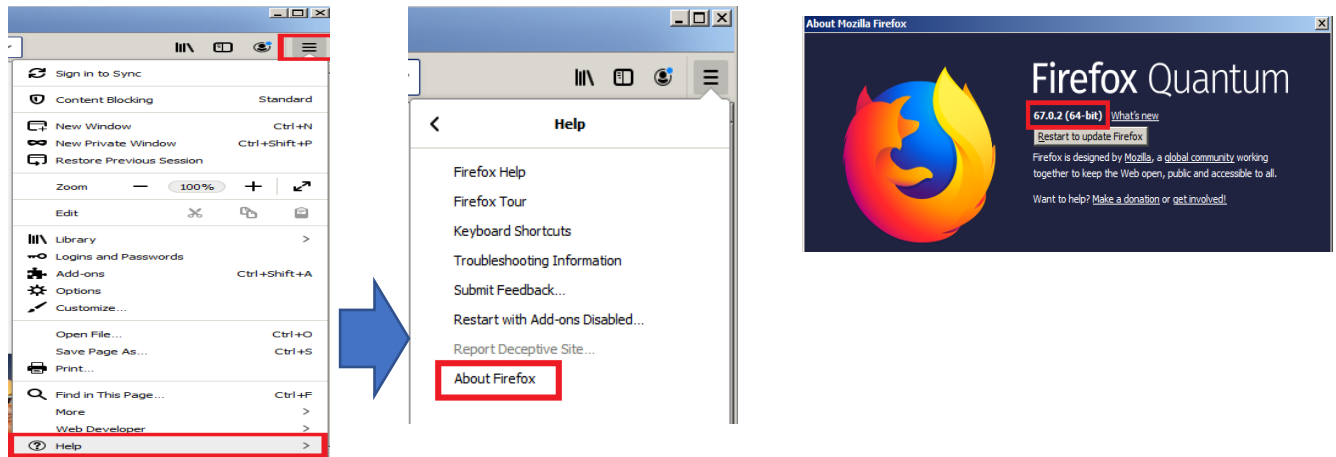 Sign in to Sync
Content Blocking Standard
New Window Ctrl+N
New Private Window Ctrl+Shift+P
Restore Previous Session
Zoom 100%
Edit
Library >
Logins and Passwords
Add-ons Ctrl+Shift+A
Options
Customize...
Open File... Ctrl+O
Save Page As... Ctrl+S
Print...
Find in This Page... Ctrl+F
More >
Web Developer >
Help >
Help
Firefox Help
Firefox Tour
Keyboard Shortcuts
Troubleshooting Information
Submit Feedback...
Restart with Add-ons Disabled...
Report Deceptive Site...
About Firefox
About Mozilla Firefox
Firefox Quantum
67.0.2 (64-bit) What's new
Restart to update Firefox
Firefox is designed by Mozilla, a global community working
together to keep the Web open, public and accessible to all.
Want to help? Make a donation or get involved!